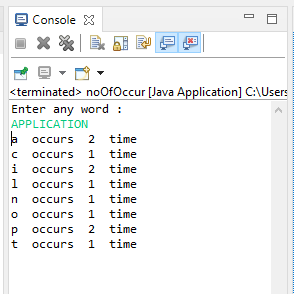 Console
<terminated> noOfOccur [Java Application] C:\Users
Enter any word :
APPLICATION
a occurs 2 time
c occurs 1 time
i occurs 2 time
l occurs 1 time
n occurs 1 time
o occurs 1 time
p occurs 2 time
t occurs 1 time